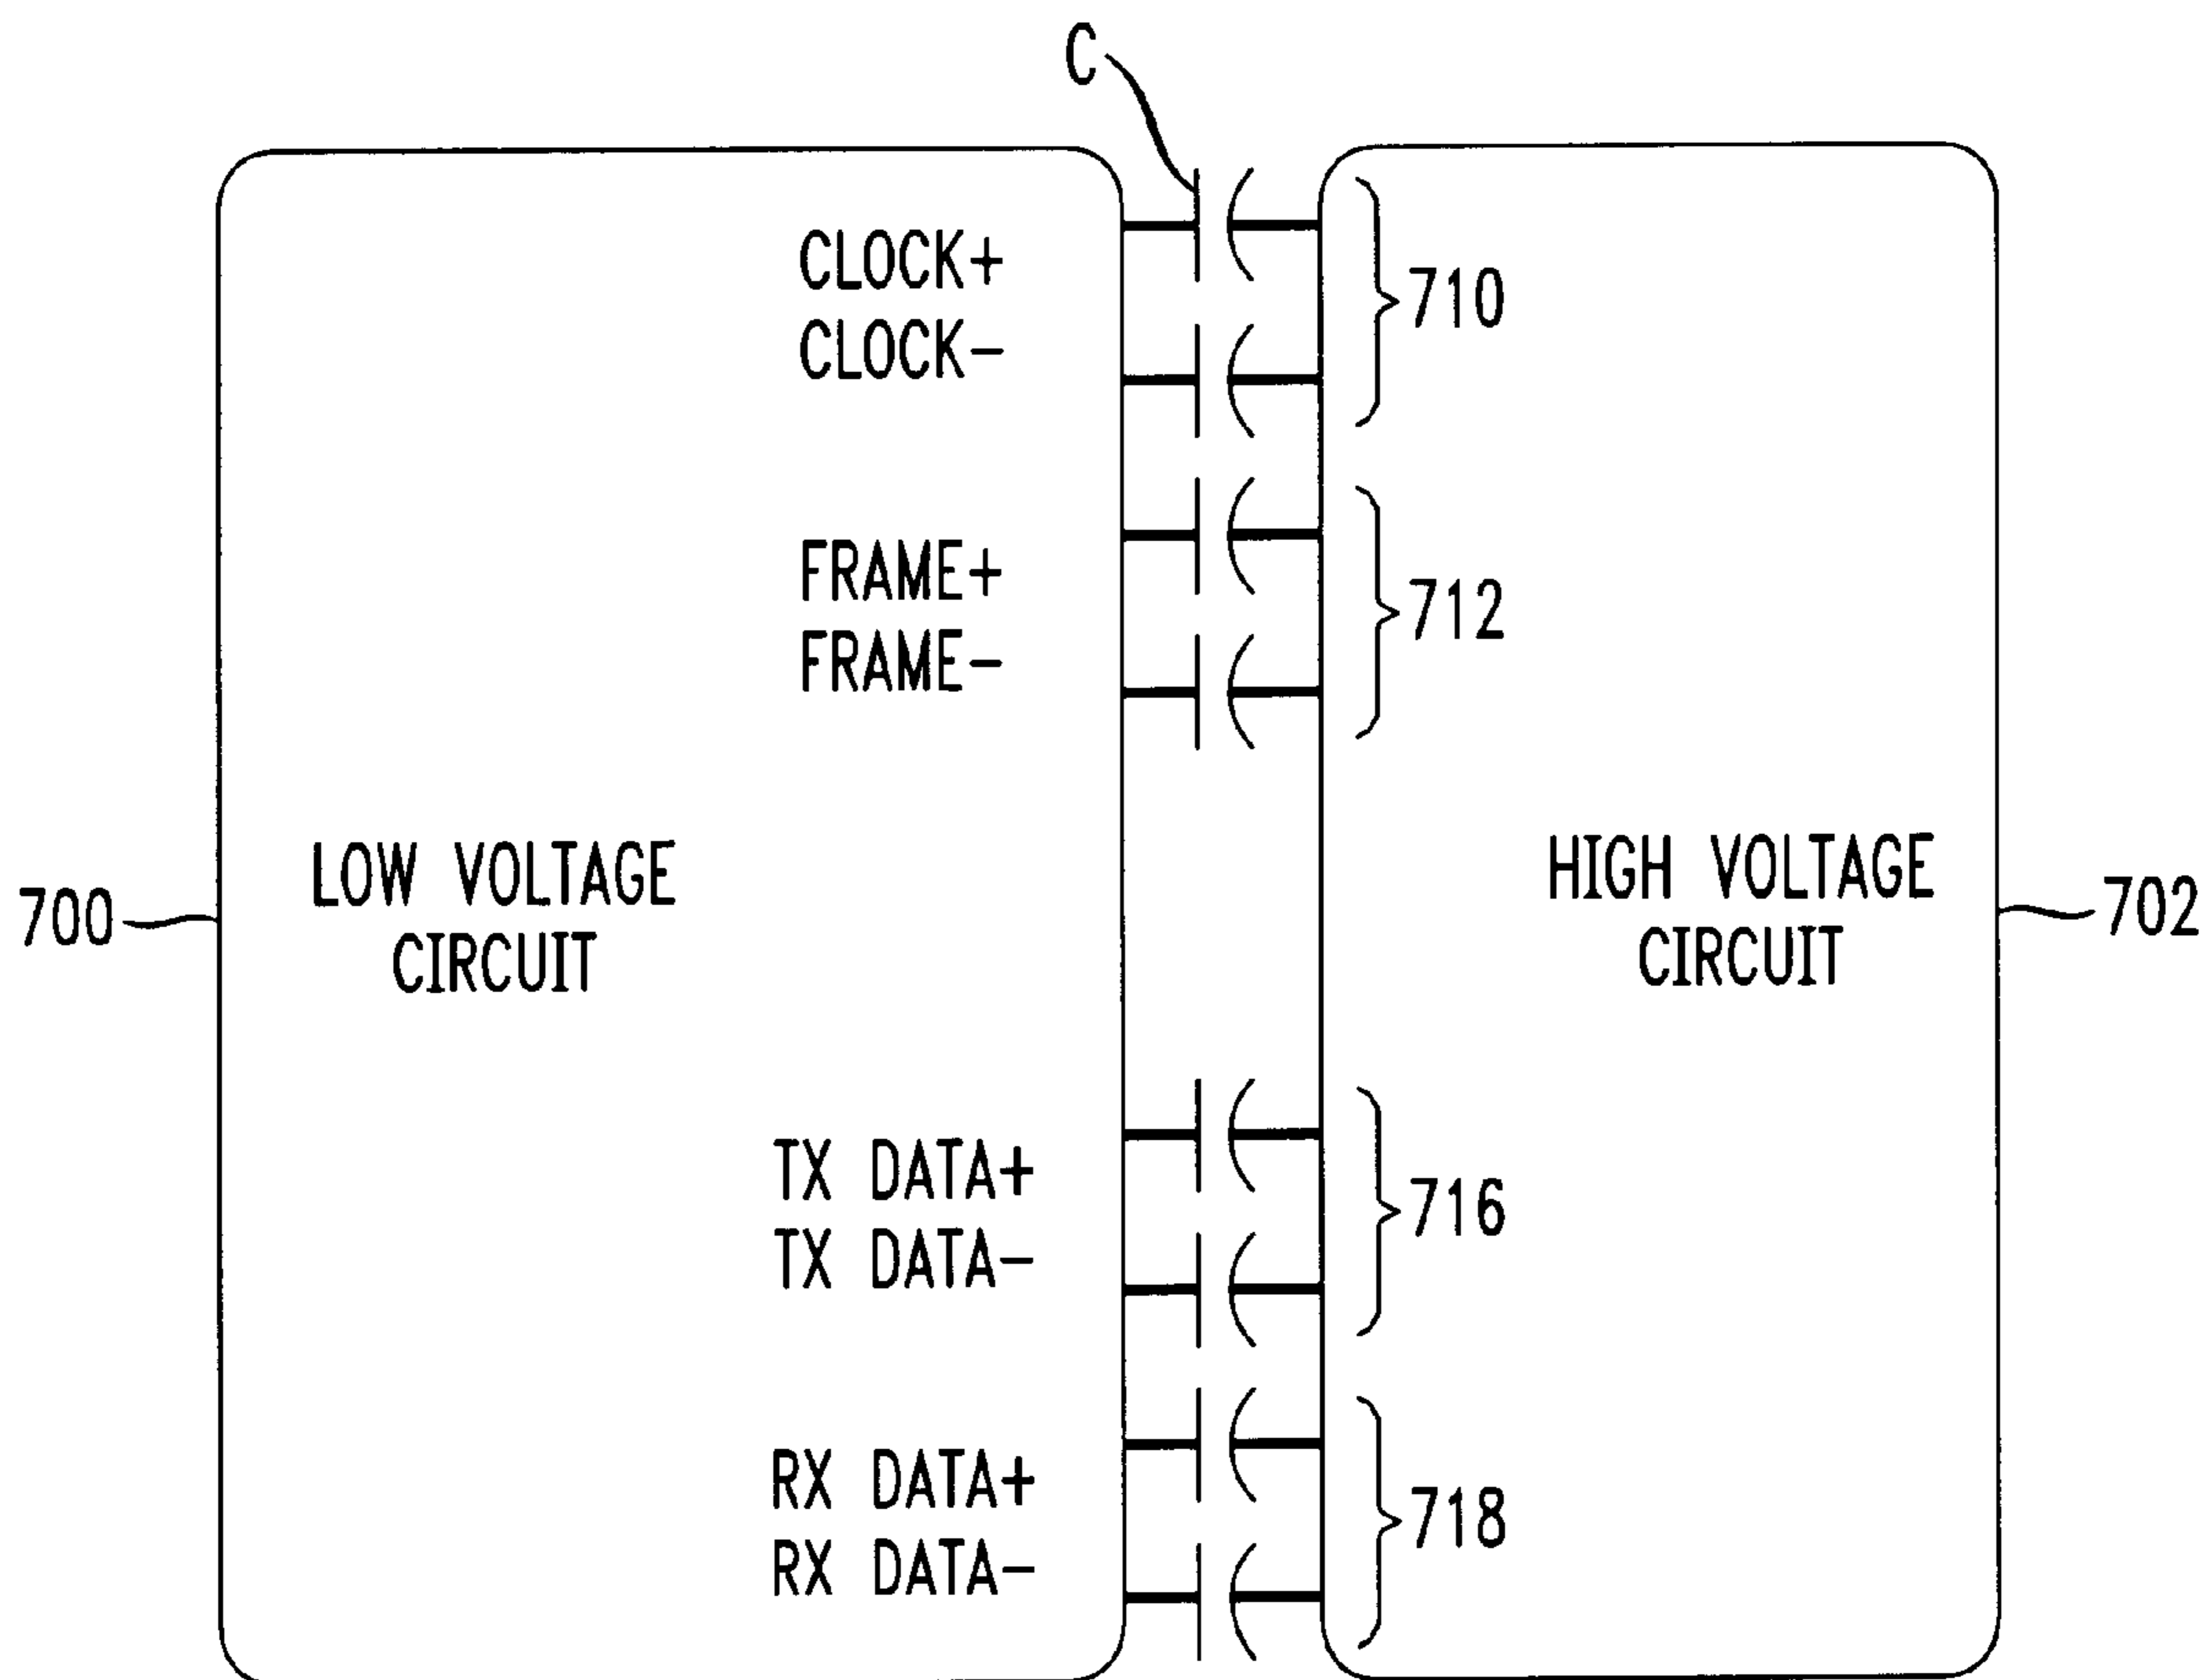 C
CLOCK+
CLOCK-
710
FRAME+
FRAME-
712
LOW VOLTAGE
CIRCUIT
700
HIGH VOLTAGE
CIRCUIT
702
TX DATA+
TX DATA-
716
RX DATA+
RX DATA-
718